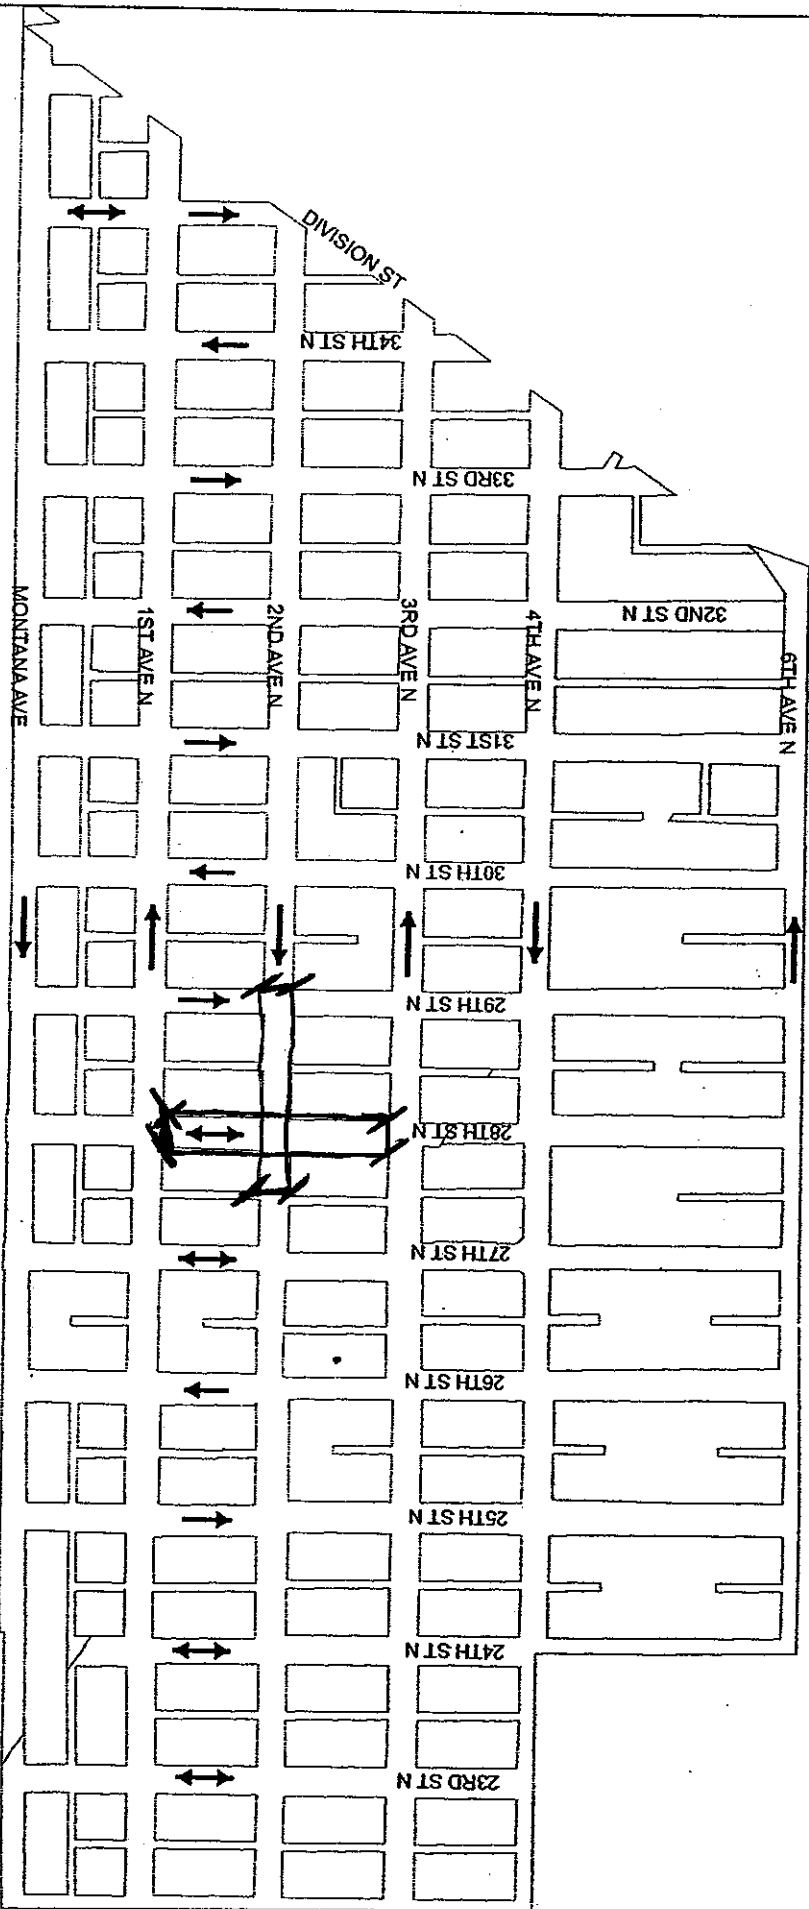 DIVISION ST
34TH ST N
33RD ST N
32ND ST N
MONTANA AVE
1ST AVE N
2ND AVE N
3RD AVE N
4TH AVE N
6TH AVE N
31ST ST N
30TH ST N
29TH ST N
28TH ST N
27TH ST N
26TH ST N
25TH ST N
24TH ST N
23RD ST N